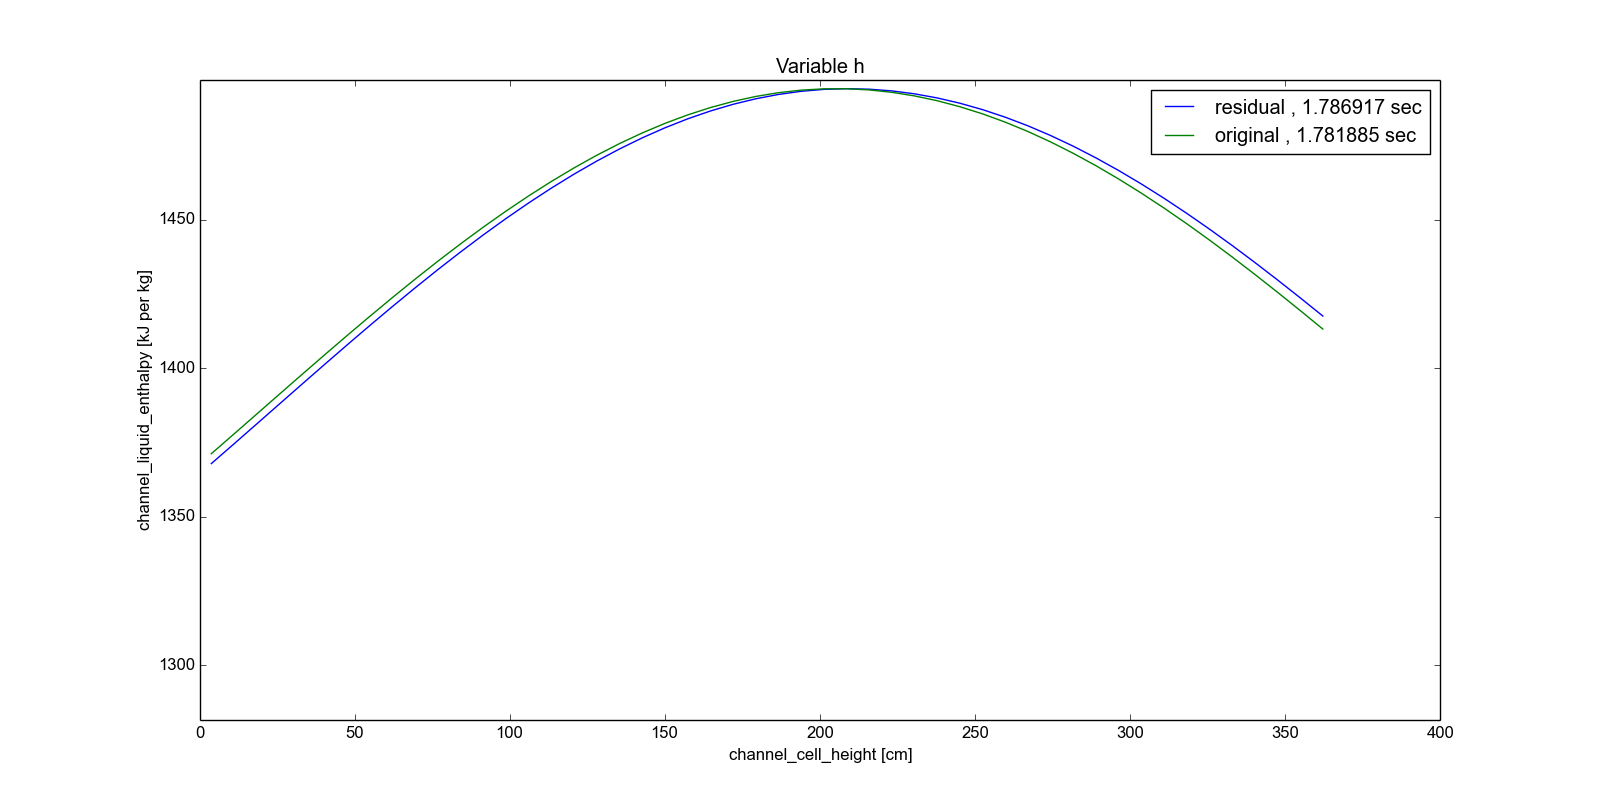 Variable h
residual , 1.786917 sec
original , 1.781885 sec
channel_liquid_enthalpy [kJ per kg]
1450
1400
1350
1300
0 50 100 150 200 250 300 350 400
channel_cell_height [cm]